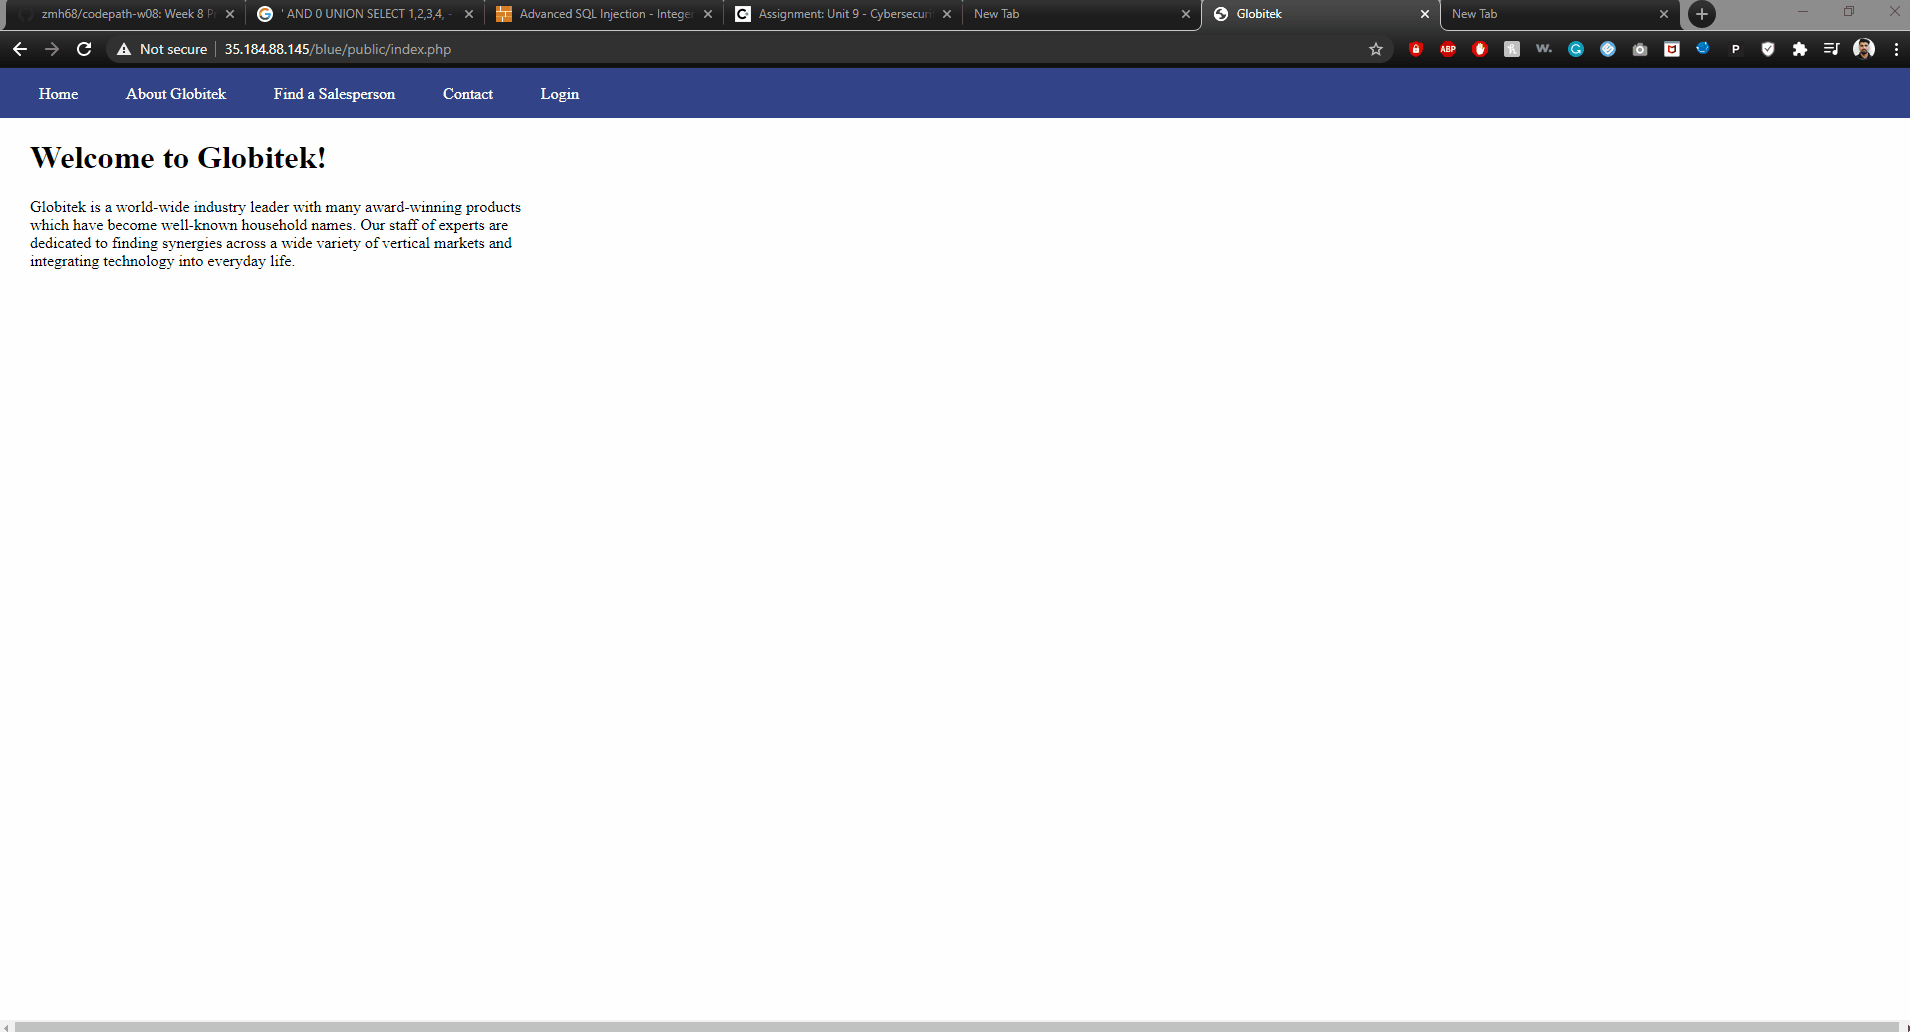 zmh68/codepath-w08: Week 8 P
' AND 0 UNION SELECT 1,2,3,4, -
Advanced SQL Injection - Integer
Assignment: Unit 9 - Cybersecuri
New Tab
Globitek
New Tab
Not secure
35.184.88.145/blue/public/index.php
ABP
w.
P
Home
About Globitek
Find a Salesperson
Contact
Login
Welcome to Globitek!
Globitek is a world-wide industry leader with many award-winning products
which have become well-known household names. Our staff of experts are
dedicated to finding synergies across a wide variety of vertical markets and
integrating technology into everyday life.